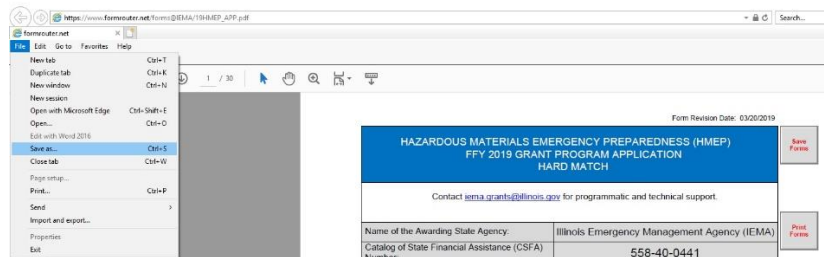 https://www.formrouter.net/forms@IEMA/19HMEP_APP.pdf
Search...
formrouter.net
File Edit Go to Favorites Help
New tab Ctrl+T
Duplicate tab Ctrl+K
New window Ctrl+N
New session
Open with Microsoft Edge Ctrl+Shift+E
Open... Ctrl+O
Edit with Word 2016
Save as... Ctrl+S
Close tab Ctrl+W
Page setup...
Print... Ctrl+P
Send
Import and export...
Properties
Exit
1 / 30
Form Revision Date: 03/20/2019
HAZARDOUS MATERIALS EMERGENCY PREPAREDNESS (HMEP)
FFY 2019 GRANT PROGRAM APPLICATION
HARD MATCH
Save
Forms
Contact iema.grants@illinois.gov for programmatic and technical support.
Print
Forms
Name of the Awarding State Agency: Illinois Emergency Management Agency (IEMA)
Catalog of State Financial Assistance (CSFA)
Number: 558-40-0441